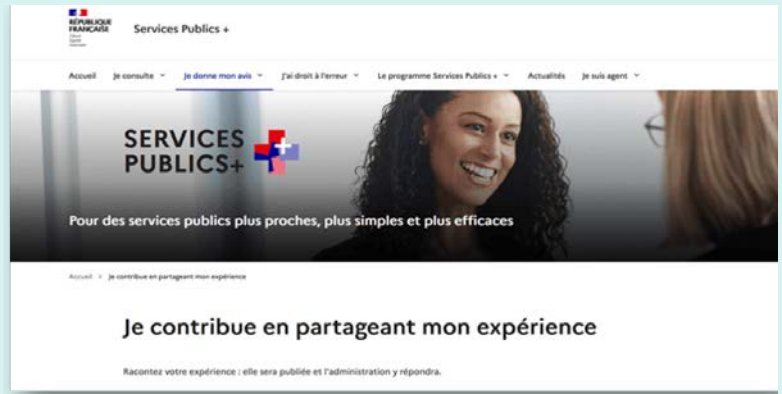 RÉPUBLIQUE
FRANÇAISE
Services Publics +
Accueil Je consulte Je donne mon avis J'ai droit à l'erreur Le programme Services Publics + Actualités Je suis agent
SERVICES
PUBLICS+
Pour des services publics plus proches, plus simples et plus efficaces
Accueil > Je contribue en partageant mon expérience
Je contribue en partageant mon expérience
Racontez votre expérience : elle sera publiée et l'administration y répondra.